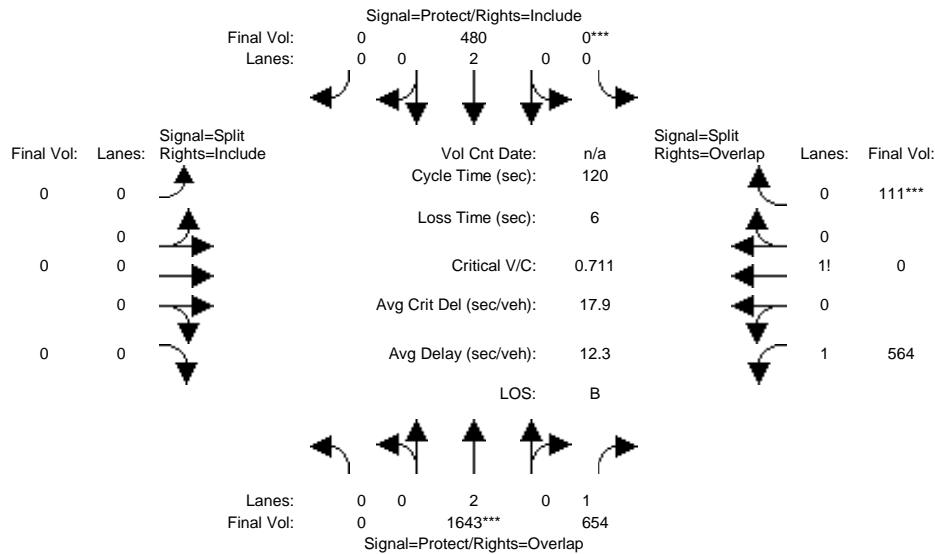 Signal=Protect/Rights=Include
Final Vol: 0 480 0***
Lanes: 0 0 2 0 0
Signal=Split
Final Vol: Lanes: Rights=Include
Vol Cnt Date: n/a
Signal=Split
Rights=Overlap Lanes: Final Vol:
Cycle Time (sec): 120
0 0
0 111***
Loss Time (sec): 6
0
0
0 0
Critical V/C: 0.711
1! 0
0
Avg Crit Del (sec/veh): 17.9
0
0 0
Avg Delay (sec/veh): 12.3
1 564
LOS: B
Lanes: 0 0 2 0 1
Final Vol: 0 1643*** 654
Signal=Protect/Rights=Overlap